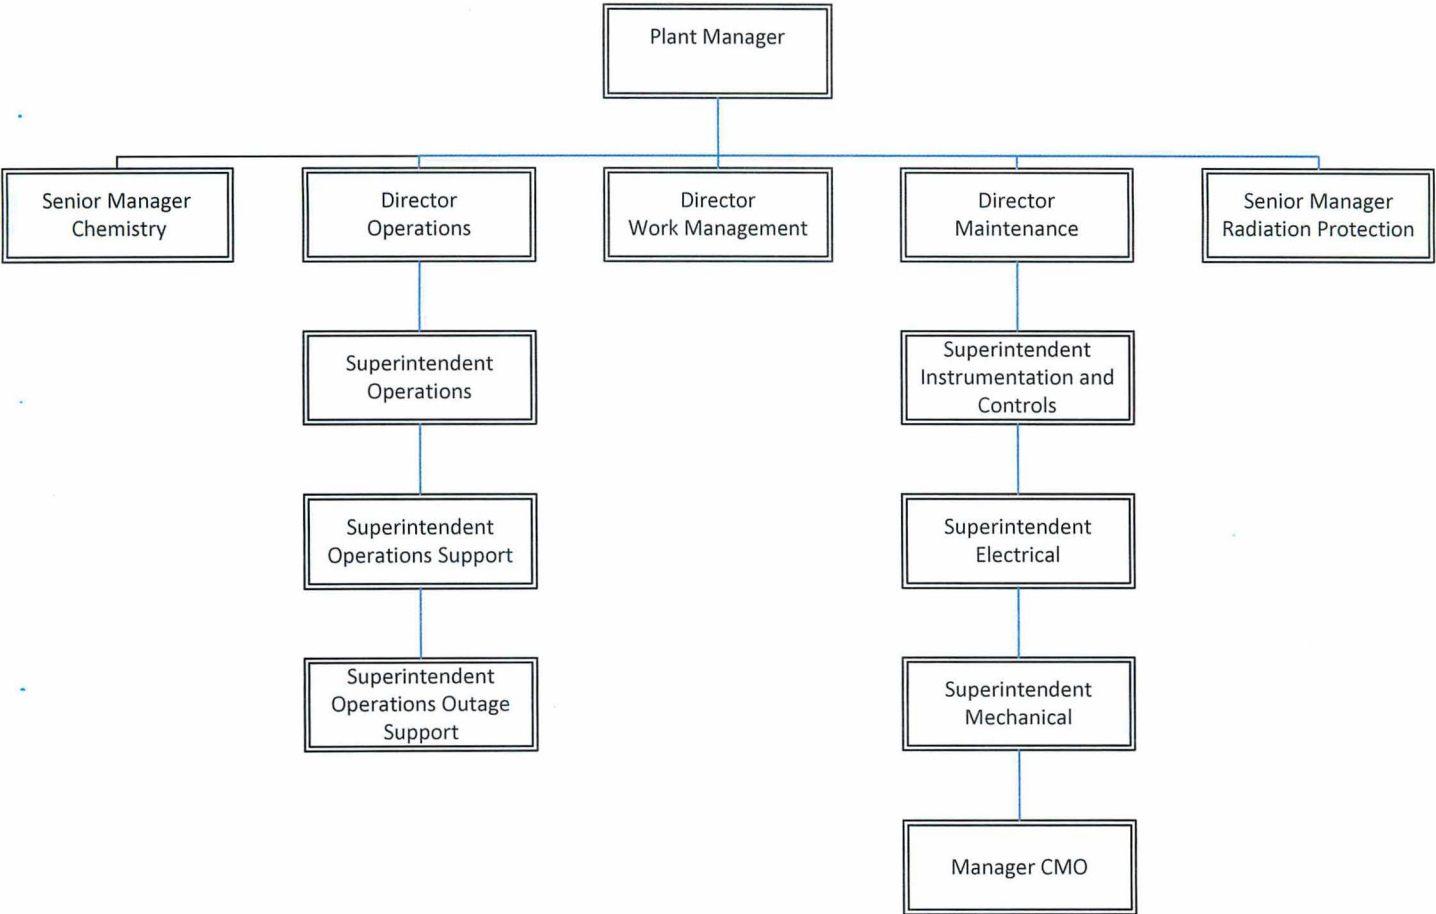 Plant Manager
Senior Manager
Chemistry
Director
Operations
Director
Work Management
Director
Maintenance
Senior Manager
Radiation Protection
Superintendent
Operations
Superintendent
Instrumentation and
Controls
Superintendent
Operations Support
Superintendent
Electrical
Superintendent
Operations Outage
Support
Superintendent
Mechanical
Manager CMO